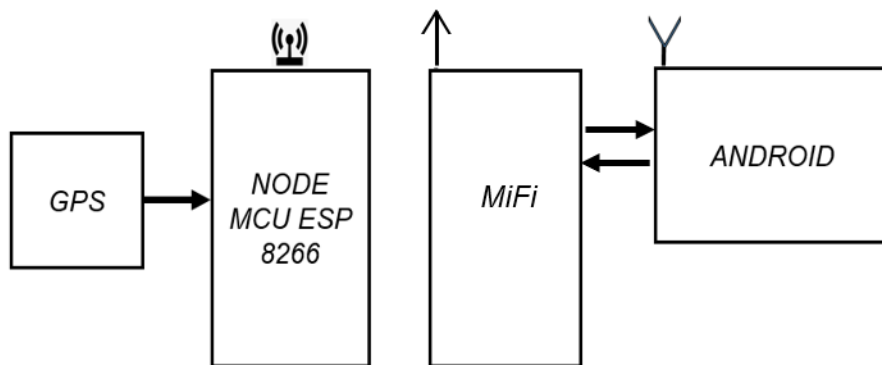 GPS
NODE
MCU ESP
8266
MiFi
ANDROID